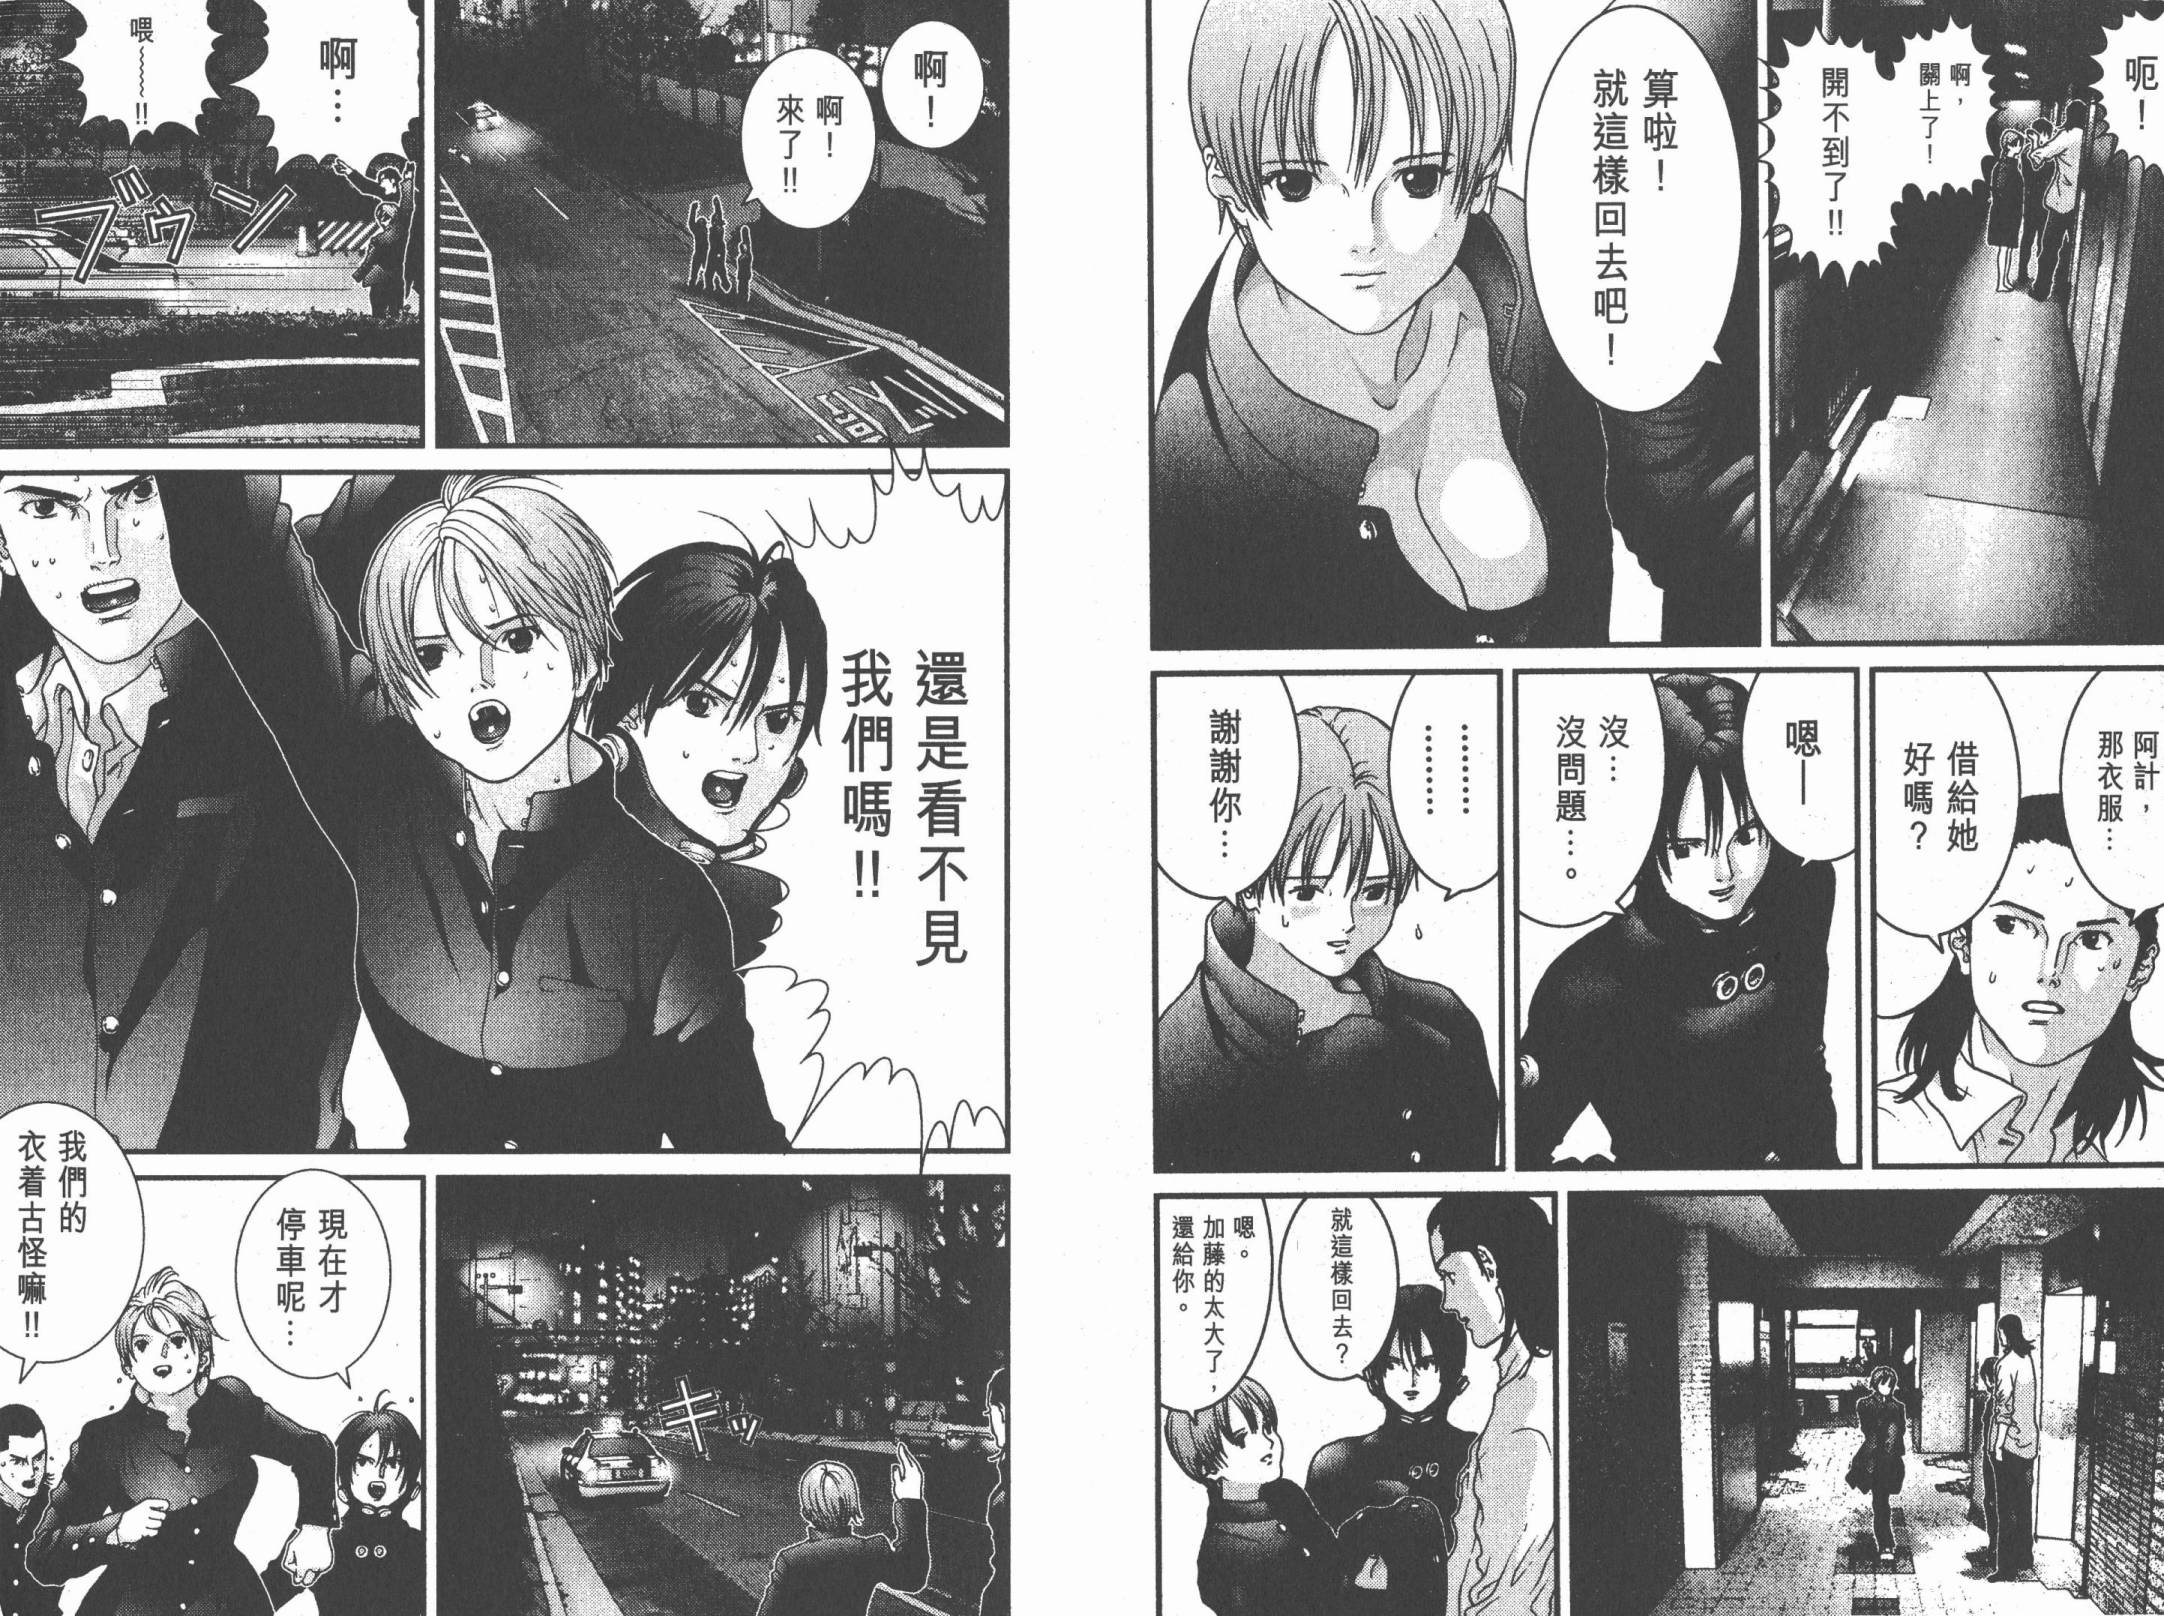 呃！
啊，
關上了！
開不到了!!
算啦！
就這樣回去吧！
阿計，
那衣服…
借給她
好嗎？
嗯—
沒…
沒問題…。
………
………
謝謝你…
就這樣回去？
嗯。
加藤的太大了，
還給你。
啊！
啊！
來了!!
啊…
喂~~~~~!!
ブゥン
還是看不見
我們嗎!!
キッ
現在才
停車呢…
我們的
衣着古怪嘛!!